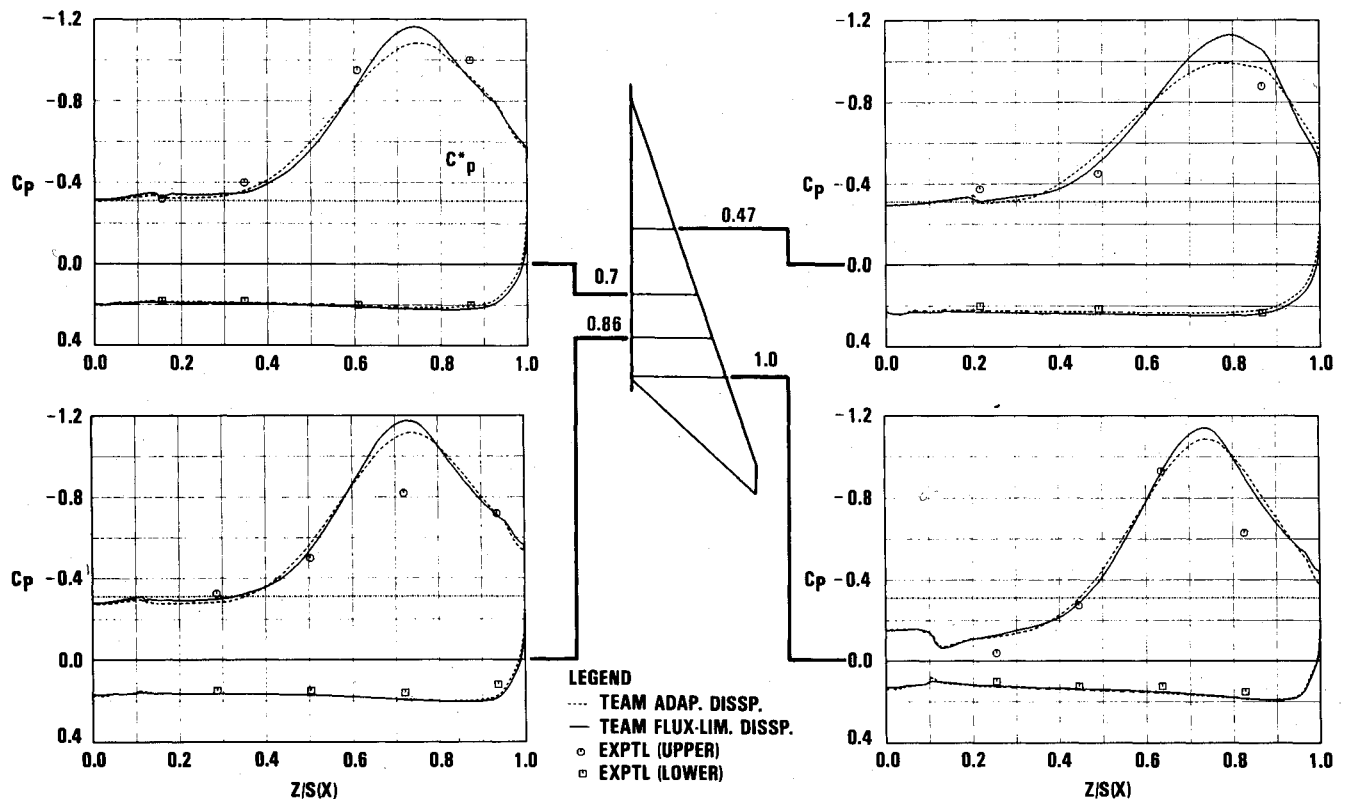 -1.2
-0.8
C*p
Cp -0.4
0.0
0.4
0.0 0.2 0.4 0.6 0.8 1.0
-1.2
-0.8
Cp -0.4
0.0
0.4
0.0 0.2 0.4 0.6 0.8 1.0
0.47
0.7
0.86
1.0
-1.2
-0.8
Cp -0.4
0.0
0.4
0.0 0.2 0.4 0.6 0.8 1.0
Z/S(X)
LEGEND
TEAM ADAP. DISSP.
TEAM FLUX-LIM. DISSP.
EXPTL (UPPER)
EXPTL (LOWER)
-1.2
-0.8
Cp -0.4
0.0
0.4
0.0 0.2 0.4 0.6 0.8 1.0
Z/S(X)